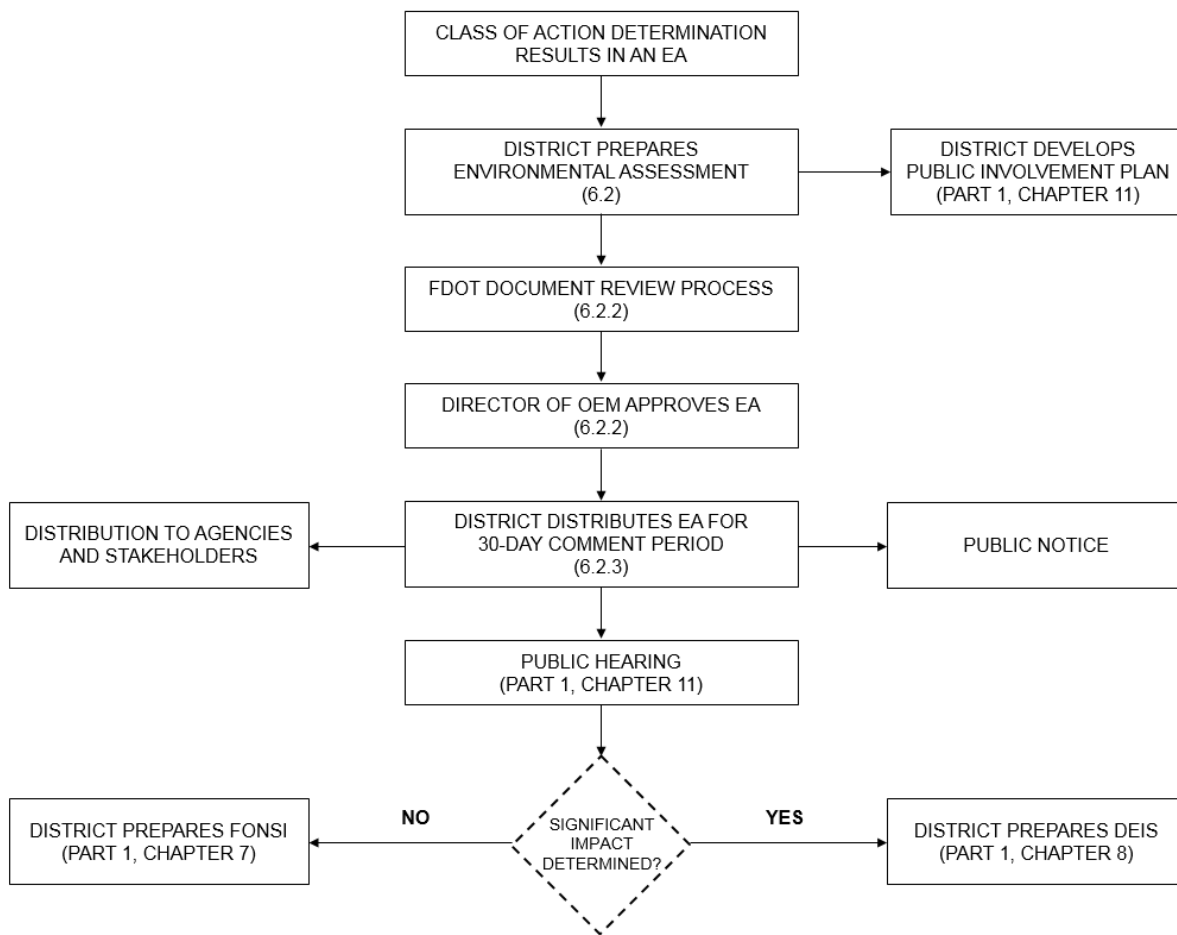 CLASS OF ACTION DETERMINATION
RESULTS IN AN EA
DISTRICT PREPARES
ENVIRONMENTAL ASSESSMENT
(6.2)
DISTRICT DEVELOPS
PUBLIC INVOLVEMENT PLAN
(PART 1, CHAPTER 11)
FDOT DOCUMENT REVIEW PROCESS
(6.2.2)
DIRECTOR OF OEM APPROVES EA
(6.2.2)
DISTRIBUTION TO AGENCIES
AND STAKEHOLDERS
DISTRICT DISTRIBUTES EA FOR
30-DAY COMMENT PERIOD
(6.2.3)
PUBLIC NOTICE
PUBLIC HEARING
(PART 1, CHAPTER 11)
DISTRICT PREPARES FONSI
(PART 1, CHAPTER 7)
NO
SIGNIFICANT
IMPACT
DETERMINED?
YES
DISTRICT PREPARES DEIS
(PART 1, CHAPTER 8)